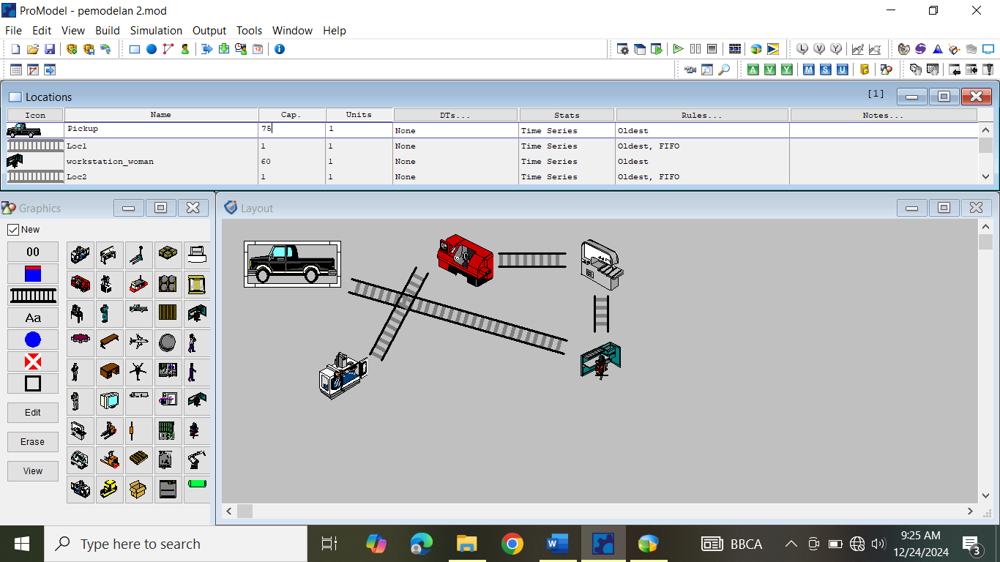 ProModel - pemodelan 2.mod
File Edit View Build Simulation Output Tools Window Help
L V Y
A V Y M S U
Locations [1]
Icon Name Cap. Units DTs... Stats Rules... Notes...
Pickup 75 1 None Time Series Oldest
Loc1 1 1 None Time Series Oldest, FIFO
workstation_woman 60 1 None Time Series Oldest
Loc2 1 1 None Time Series Oldest, FIFO
Graphics
New
00
Aa
Edit
Erase
View
Layout
Type here to search
BBCA
9:25 AM
12/24/2024
3